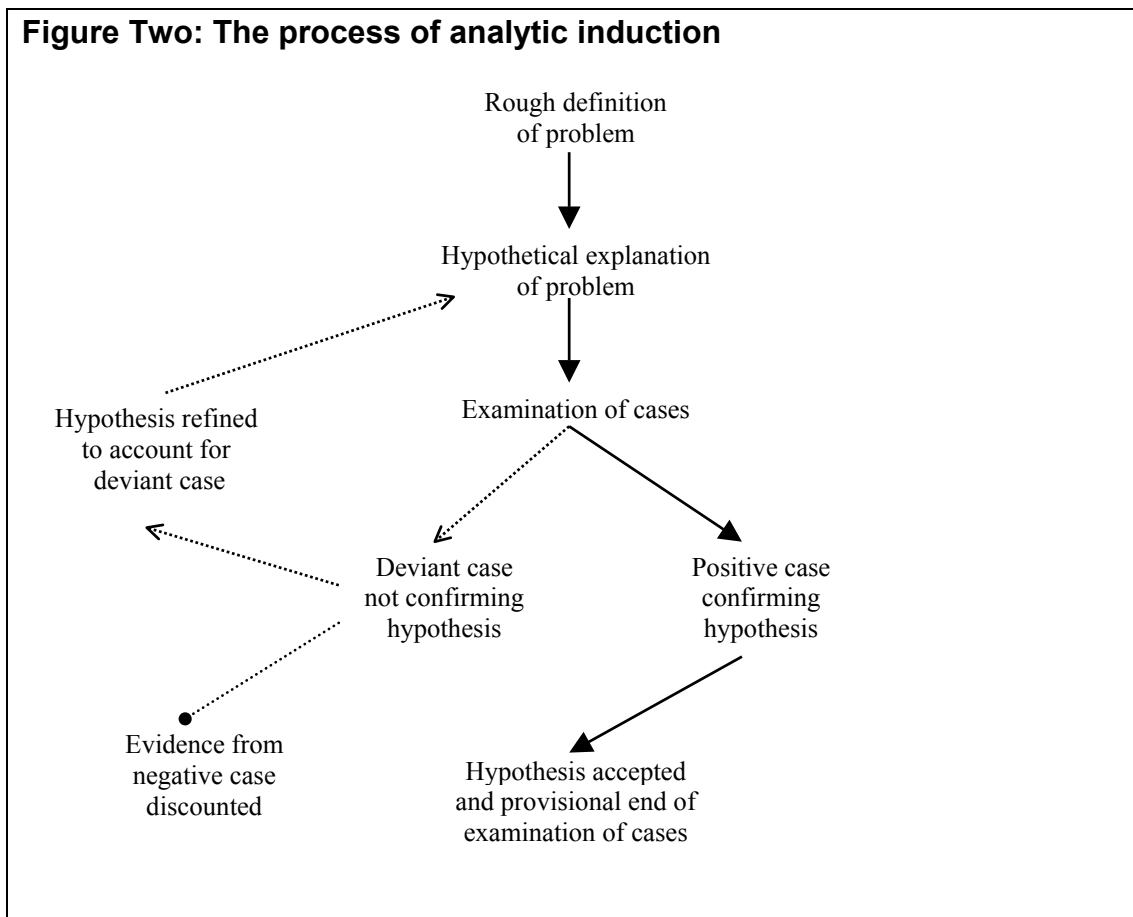 Figure Two: The process of analytic induction
Rough definition
of problem
Hypothetical explanation
of problem
Examination of cases
Hypothesis refined
to account for
deviant case
Deviant case
not confirming
hypothesis
Positive case
confirming
hypothesis
Evidence from
negative case
discounted
Hypothesis accepted
and provisional end of
examination of cases